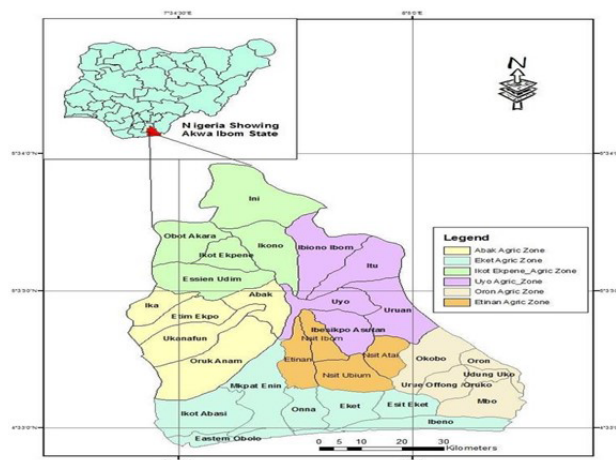 7°34'30"
N
Nigeria Showing
Akwa Ibom State
Ini
Obot Akara
Ikono
Ikot Ekpene
Essien Udim
Ibiono Ibom
Itu
Legend
Abak Agric Zone
Eket Agric Zone
Ikot Ekpene_Agric Zone
Uyo Agric_Zone
Oron Agric Zone
Etinan Agric Zone
Ika
Abak
Uyo
Uruan
Etim Ekpo
Ukanafun
Ibesikpo Asutan
Nsit Ibom
Oruk Anam
Etinan
Nsit Atai
Nsit Ubium
Okobo
Oron
Udung Uko
Urue Offong /Oruko
Mbo
Mkpat Enin
Ikot Abasi
Onna
Eket
Esit Eket
Ibeno
Eastern Obolo
0 5 10 20 30
Kilometers